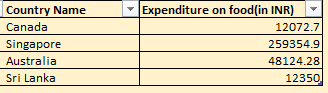 Country Name Expenditure on food(in INR)
Canada 12072.7
Singapore 259354.9
Australia 48124.28
Sri Lanka 12350